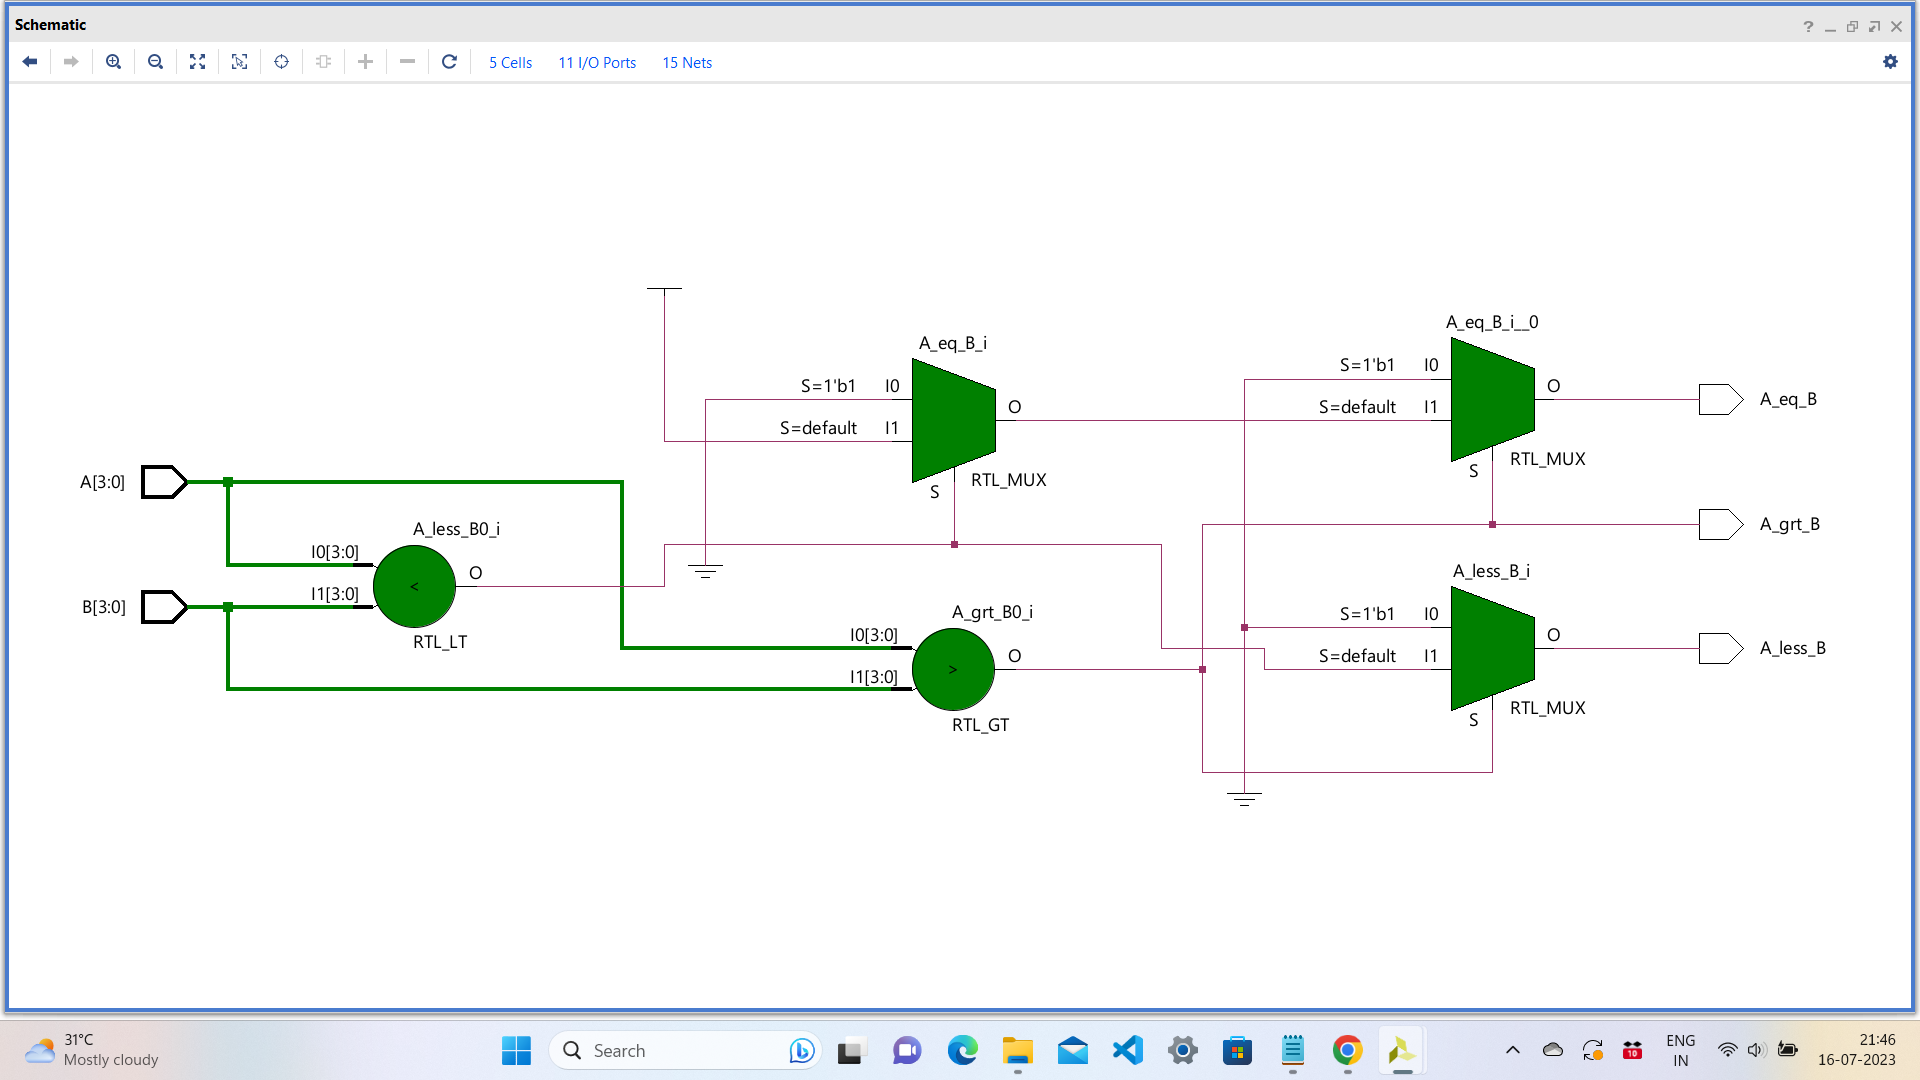 Schematic
5 Cells 11 I/O Ports 15 Nets
A_eq_B_i__0
A_eq_B_i
S=1'b1 I0
S=default I1
O
S
RTL_MUX
S=1'b1 I0
S=default I1
O
S
RTL_MUX
A_eq_B
A[3:0]
A_less_B0_i
I0[3:0]
I1[3:0]
<
O
RTL_LT
B[3:0]
A_grt_B
A_grt_B0_i
I0[3:0]
I1[3:0]
>
O
RTL_GT
A_less_B_i
S=1'b1 I0
S=default I1
O
S
RTL_MUX
A_less_B
31°C
Mostly cloudy
Search
10
ENG
IN
21:46
16-07-2023